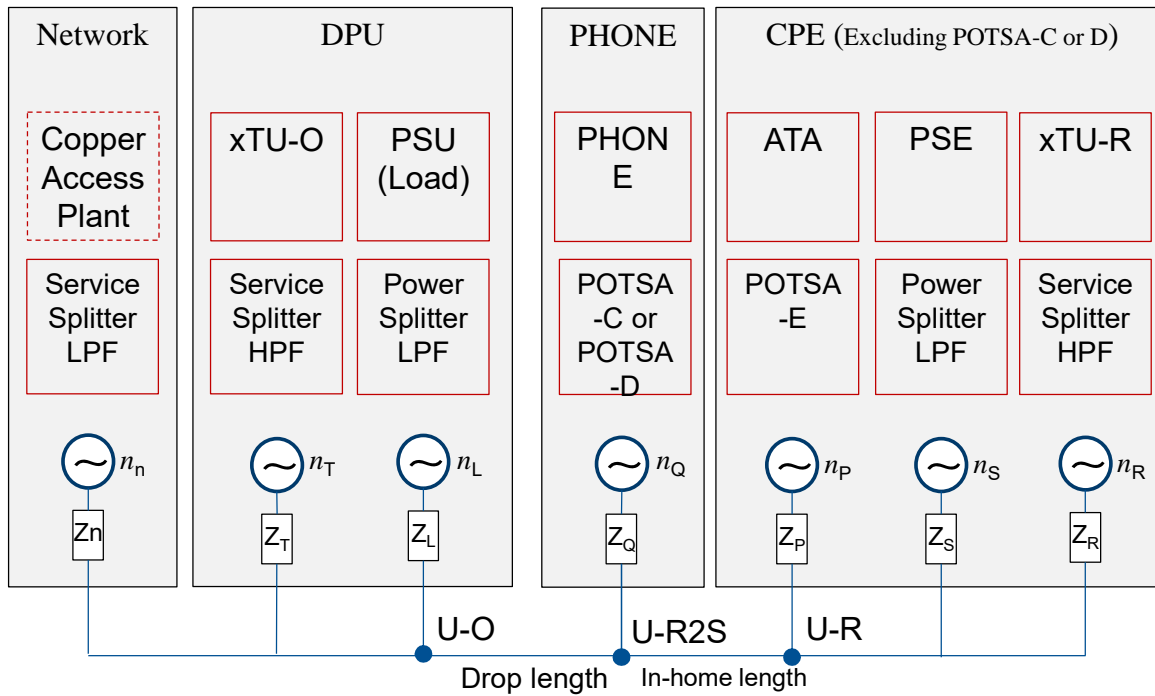 Network
DPU
PHONE
CPE (Excluding POTSA-C or D)
Copper
Access
Plant
xTU-O
PSU
(Load)
PHON
E
ATA
PSE
xTU-R
Service
Splitter
LPF
Service
Splitter
HPF
Power
Splitter
LPF
POTSA
-C or
POTSA
-D
POTSA
-E
Power
Splitter
LPF
Service
Splitter
HPF
nn
nT
nL
nQ
nP
nS
nR
Zn
ZT
ZL
ZQ
ZP
ZS
ZR
U-O
U-R2S
U-R
Drop length
In-home length